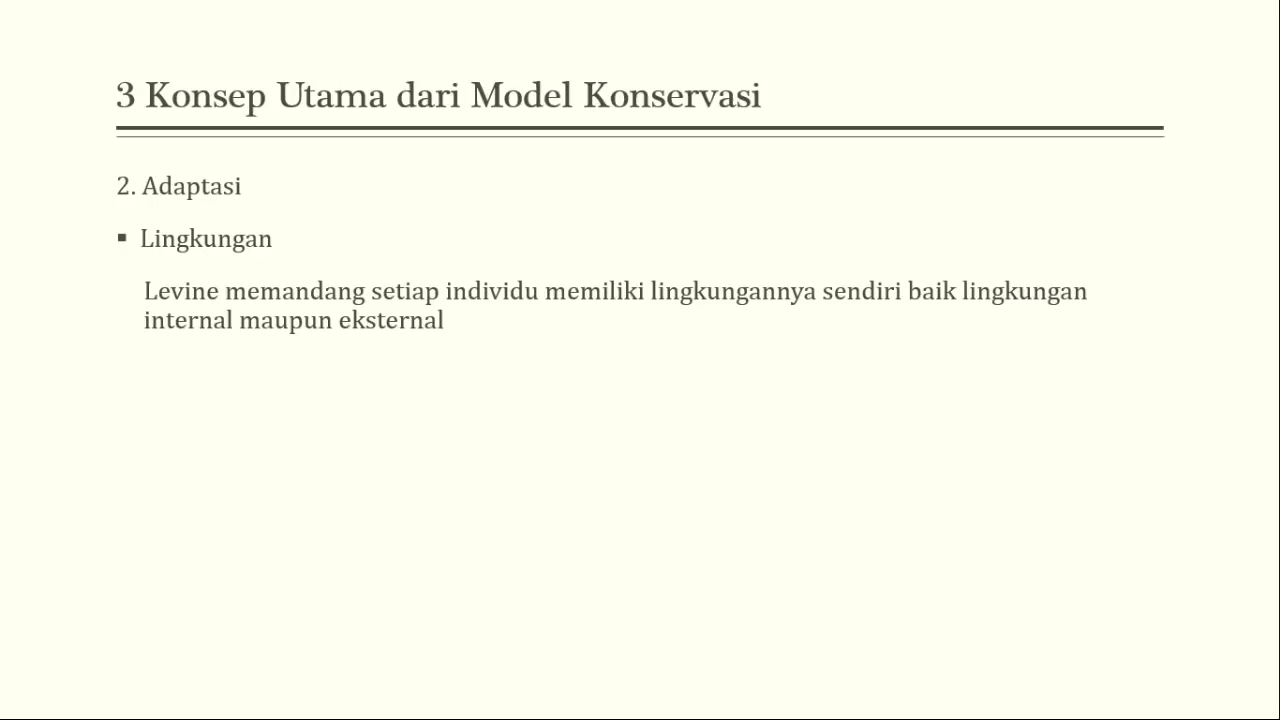 3 Konsep Utama dari Model Konservasi
2. Adaptasi
▪ Lingkungan
Levine memandang setiap individu memiliki lingkungannya sendiri baik lingkungan
internal maupun eksternal